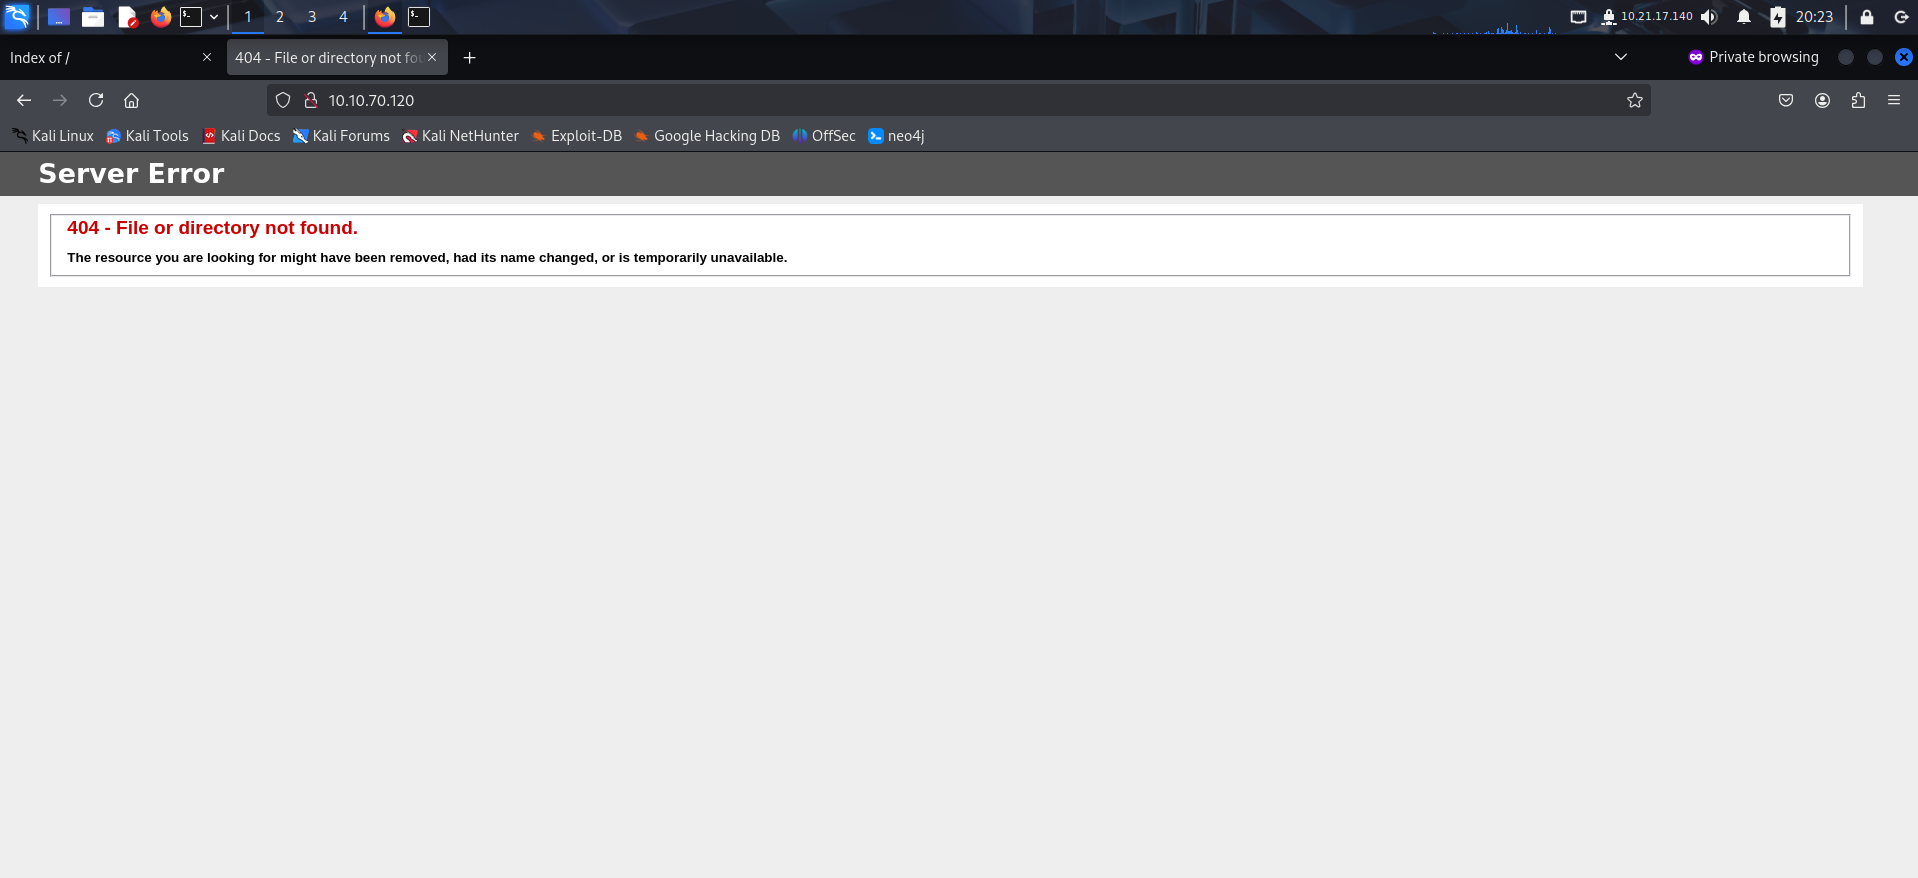 1 2 3 4 10.21.17.140 20:23
Index of /
404 - File or directory not fou
Private browsing
10.10.70.120
Kali Linux Kali Tools Kali Docs Kali Forums Kali NetHunter Exploit-DB Google Hacking DB OffSec neo4j
Server Error
404 - File or directory not found.
The resource you are looking for might have been removed, had its name changed, or is temporarily unavailable.